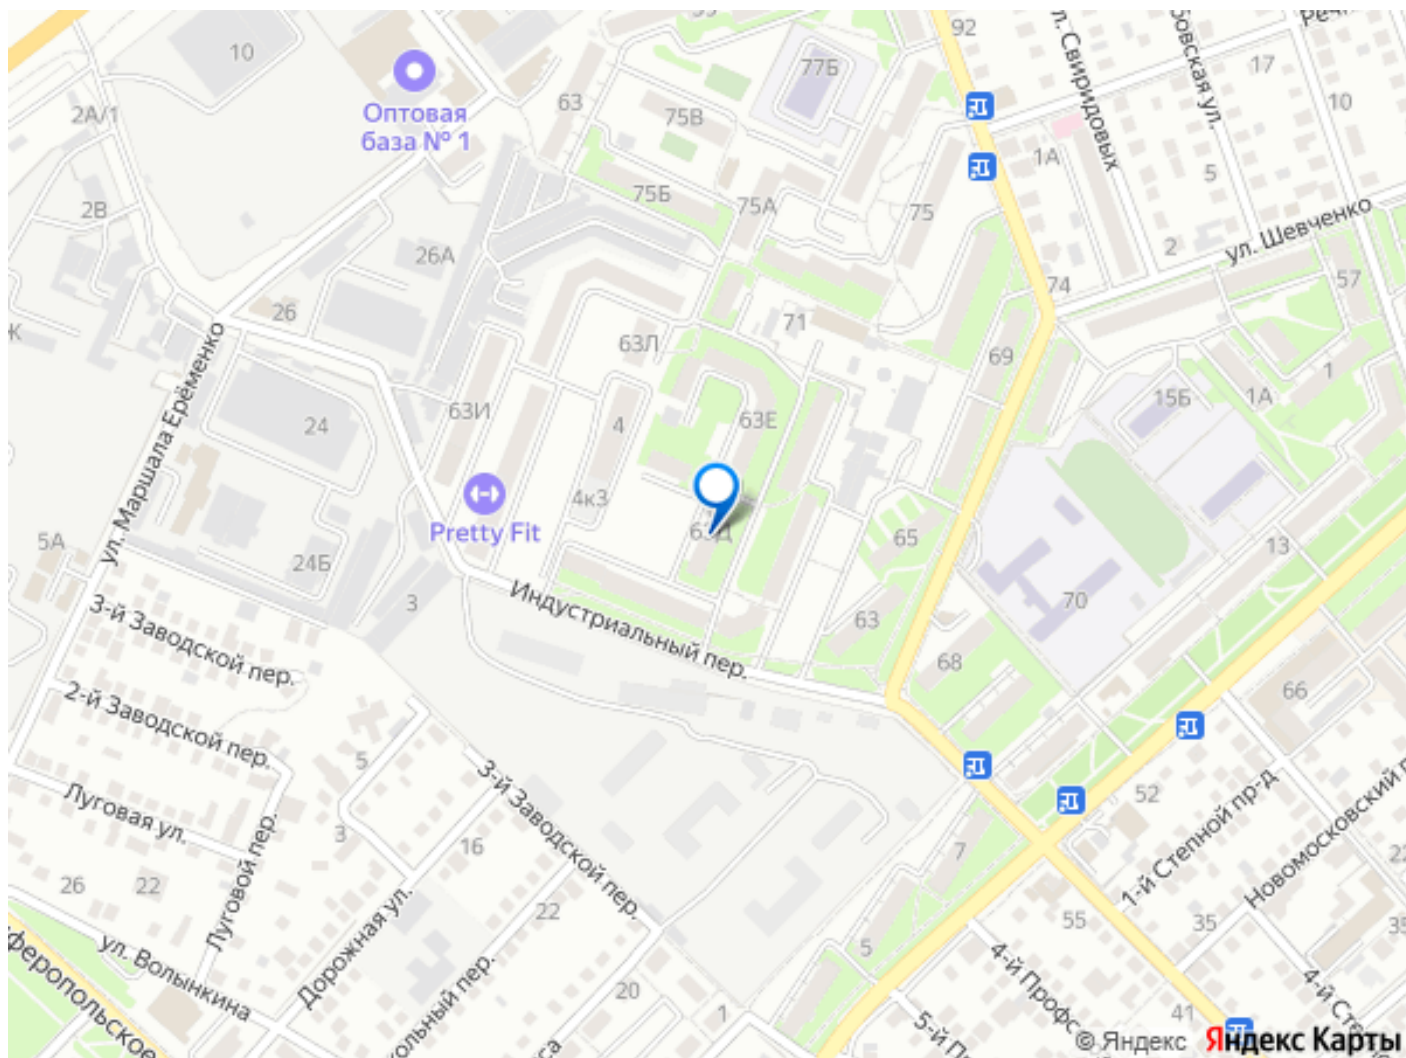 92
10
77Б
17
ул. Свиридовых
10
63
2А/1
Оптовая
база № 1
75В
1А
5
75Б
75А
75
2В
2
ул. Шевченко
26А
57
74
26
71
63Л
69
1
15Б
1А
63И
4
63Е
24
ул. Маршала Ерёменко
4к3
Pretty Fit
63Д
65
5А
24Б
13
3
Индустриальный пер.
70
63
3-й Заводской пер.
68
66
2-й Заводской пер.
5
3-й Заводской пер.
52
Луговая ул.
3
16
7
1-й Степной пр-д
26
22
Луговой пер.
Дорожная ул.
22
55
35
5
ул. Волынкина
20
1
41
© Яндекс Яндекс Карты